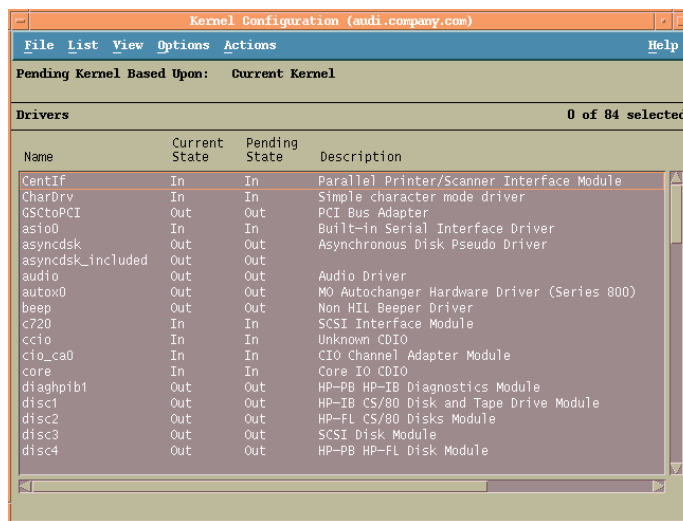 Kernel Configuration (audi.company.com)
File List View Options Actions Help
Pending Kernel Based Upon: Current Kernel
Drivers 0 of 84 selected
Current Pending
Name State State Description
CentIf In In Parallel Printer/Scanner Interface Module
CharDrv In In Simple character mode driver
GSCtoPCI Out Out PCI Bus Adapter
asio0 In In Built-in Serial Interface Driver
asyncdsk Out Out Asynchronous Disk Pseudo Driver
asyncdsk_included Out Out
audio Out Out Audio Driver
autox0 Out Out MO Autochanger Hardware Driver (Series 800)
beep Out Out Non HIL Beeper Driver
c720 In In SCSI Interface Module
ccio In In Unknown CDIO
cio_ca0 In In CIO Channel Adapter Module
core In In Core IO CDIO
diaghpib1 Out Out HP-PB HP-IB Diagnostics Module
disc1 Out Out HP-IB CS/80 Disk and Tape Drive Module
disc2 Out Out HP-FL CS/80 Disks Module
disc3 Out Out SCSI Disk Module
disc4 Out Out HP-PB HP-FL Disk Module